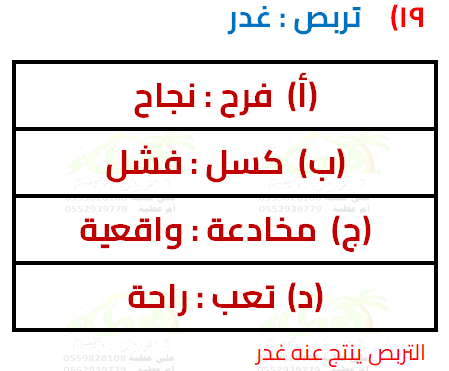 ١٩) تربص : غدر
(أ) فرح : نجاح
(ب) كسل : فشل
(ج) مخادعة : واقعية
(د) تعب : راحة
التربص ينتج عنه غدر